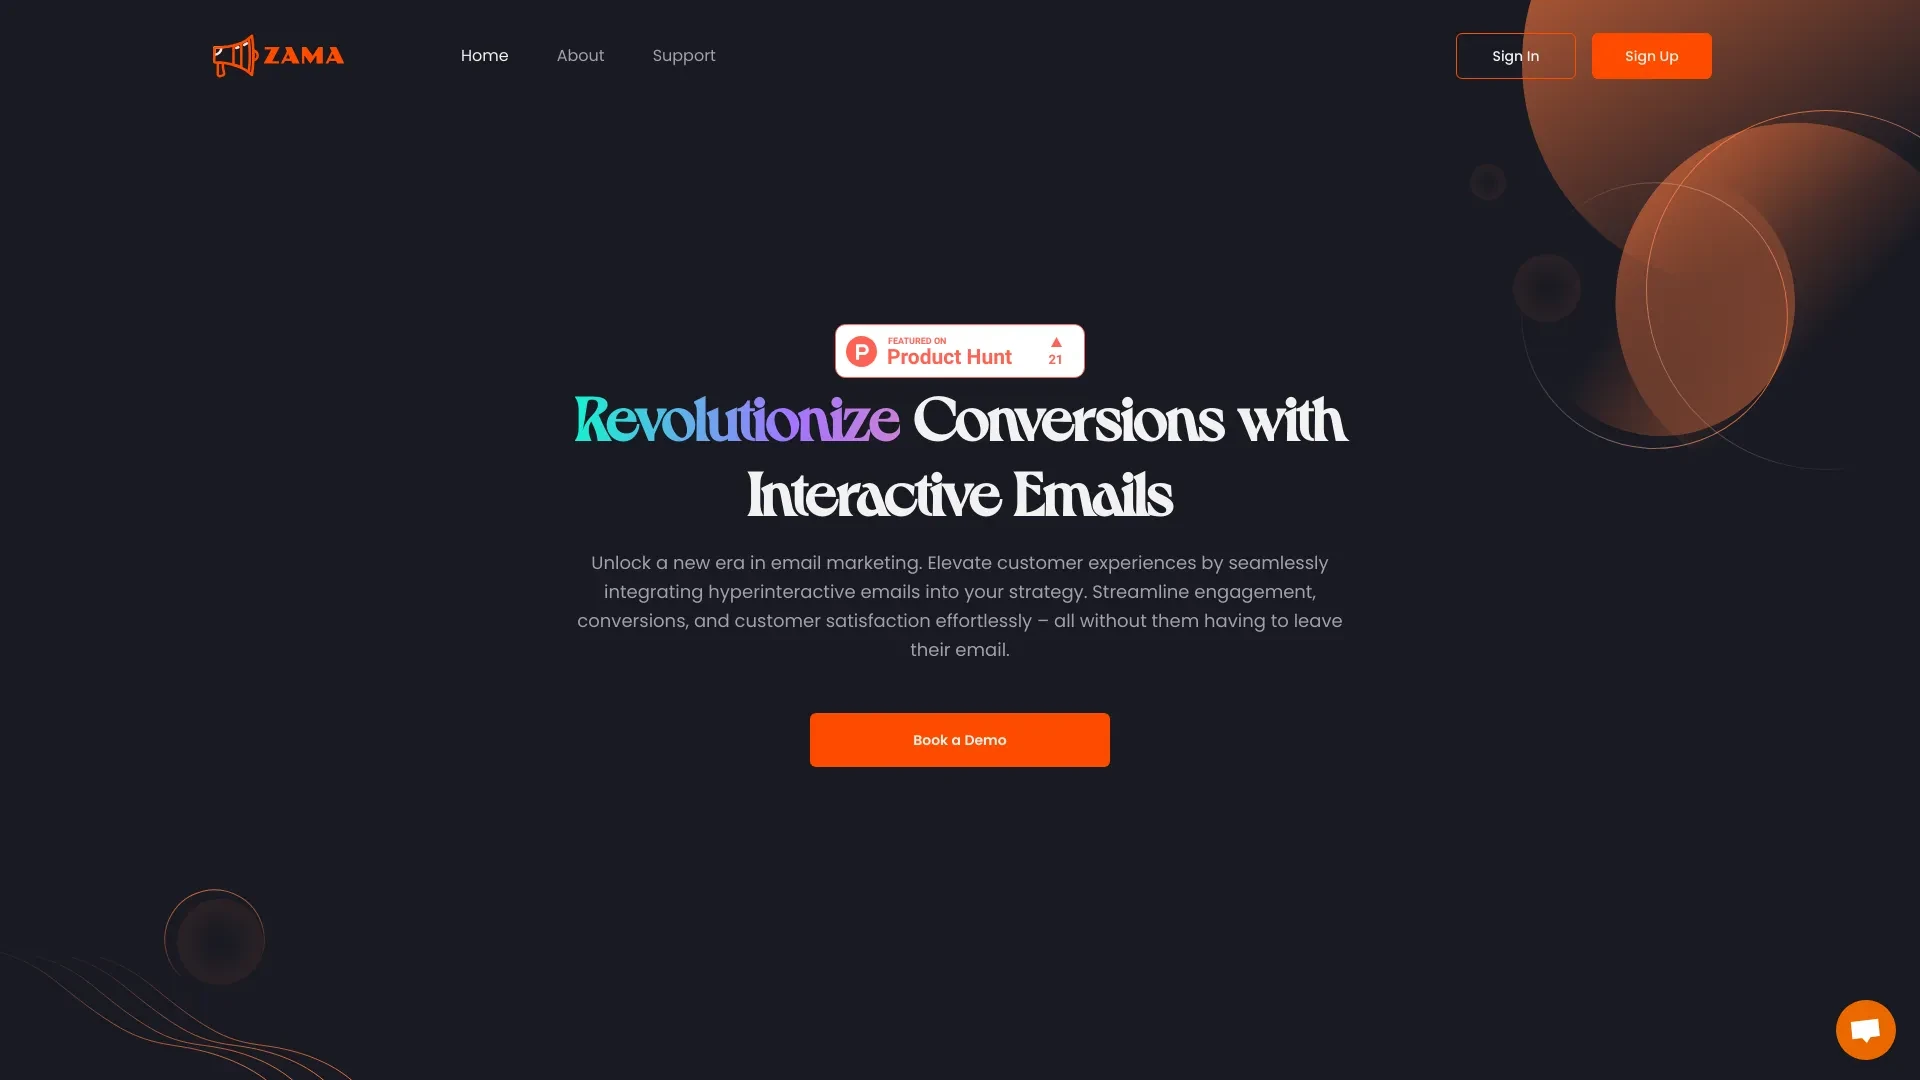 ZAMA
Home
About
Support
Sign In
Sign Up
FEATURED ON
Product Hunt
21
Revolutionize Conversions with
Interactive Emails
Unlock a new era in email marketing. Elevate customer experiences by seamlessly
integrating hyperinteractive emails into your strategy. Streamline engagement,
conversions, and customer satisfaction effortlessly – all without them having to leave
their email.
Book a Demo